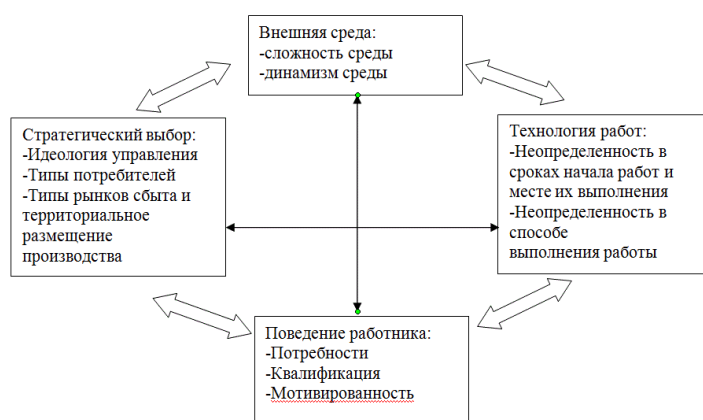 Внешняя среда:
-сложность среды
-динамизм среды
Стратегический выбор:
-Идеология управления
-Типы потребителей
-Типы рынков сбыта и
территориальное
размещение
производства
Технология работ:
-Неопределенность в
сроках начала работ и
месте их выполнения
-Неопределенность в
способе
выполнения работы
Поведение работника:
-Потребности
-Квалификация
-Мотивированность